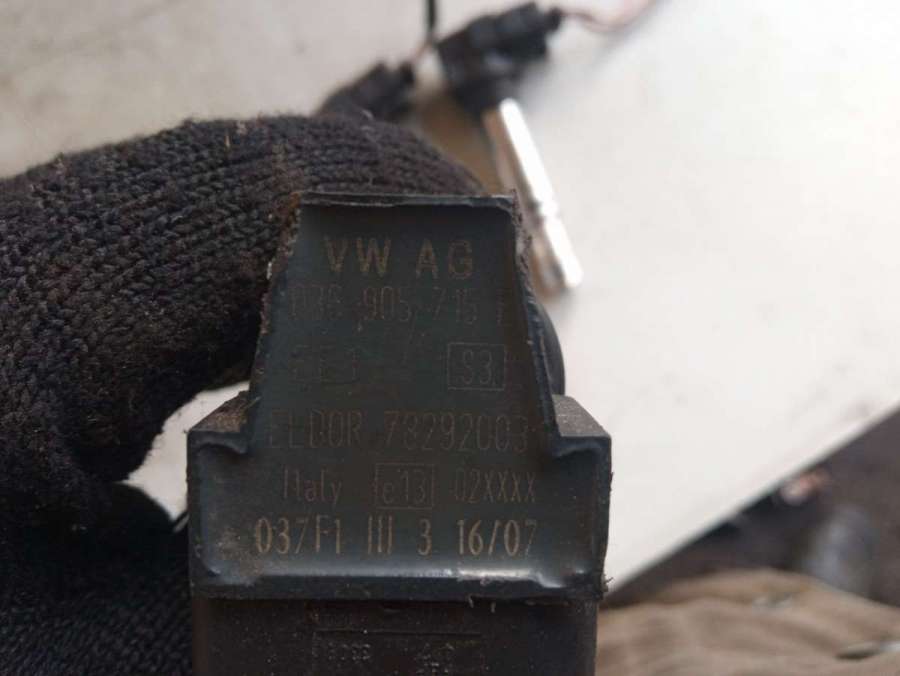 VW AG
036 905 715 F
S3
ELDOR 78292003
Italy e13 02XXXX
037F1 III 3 16/07